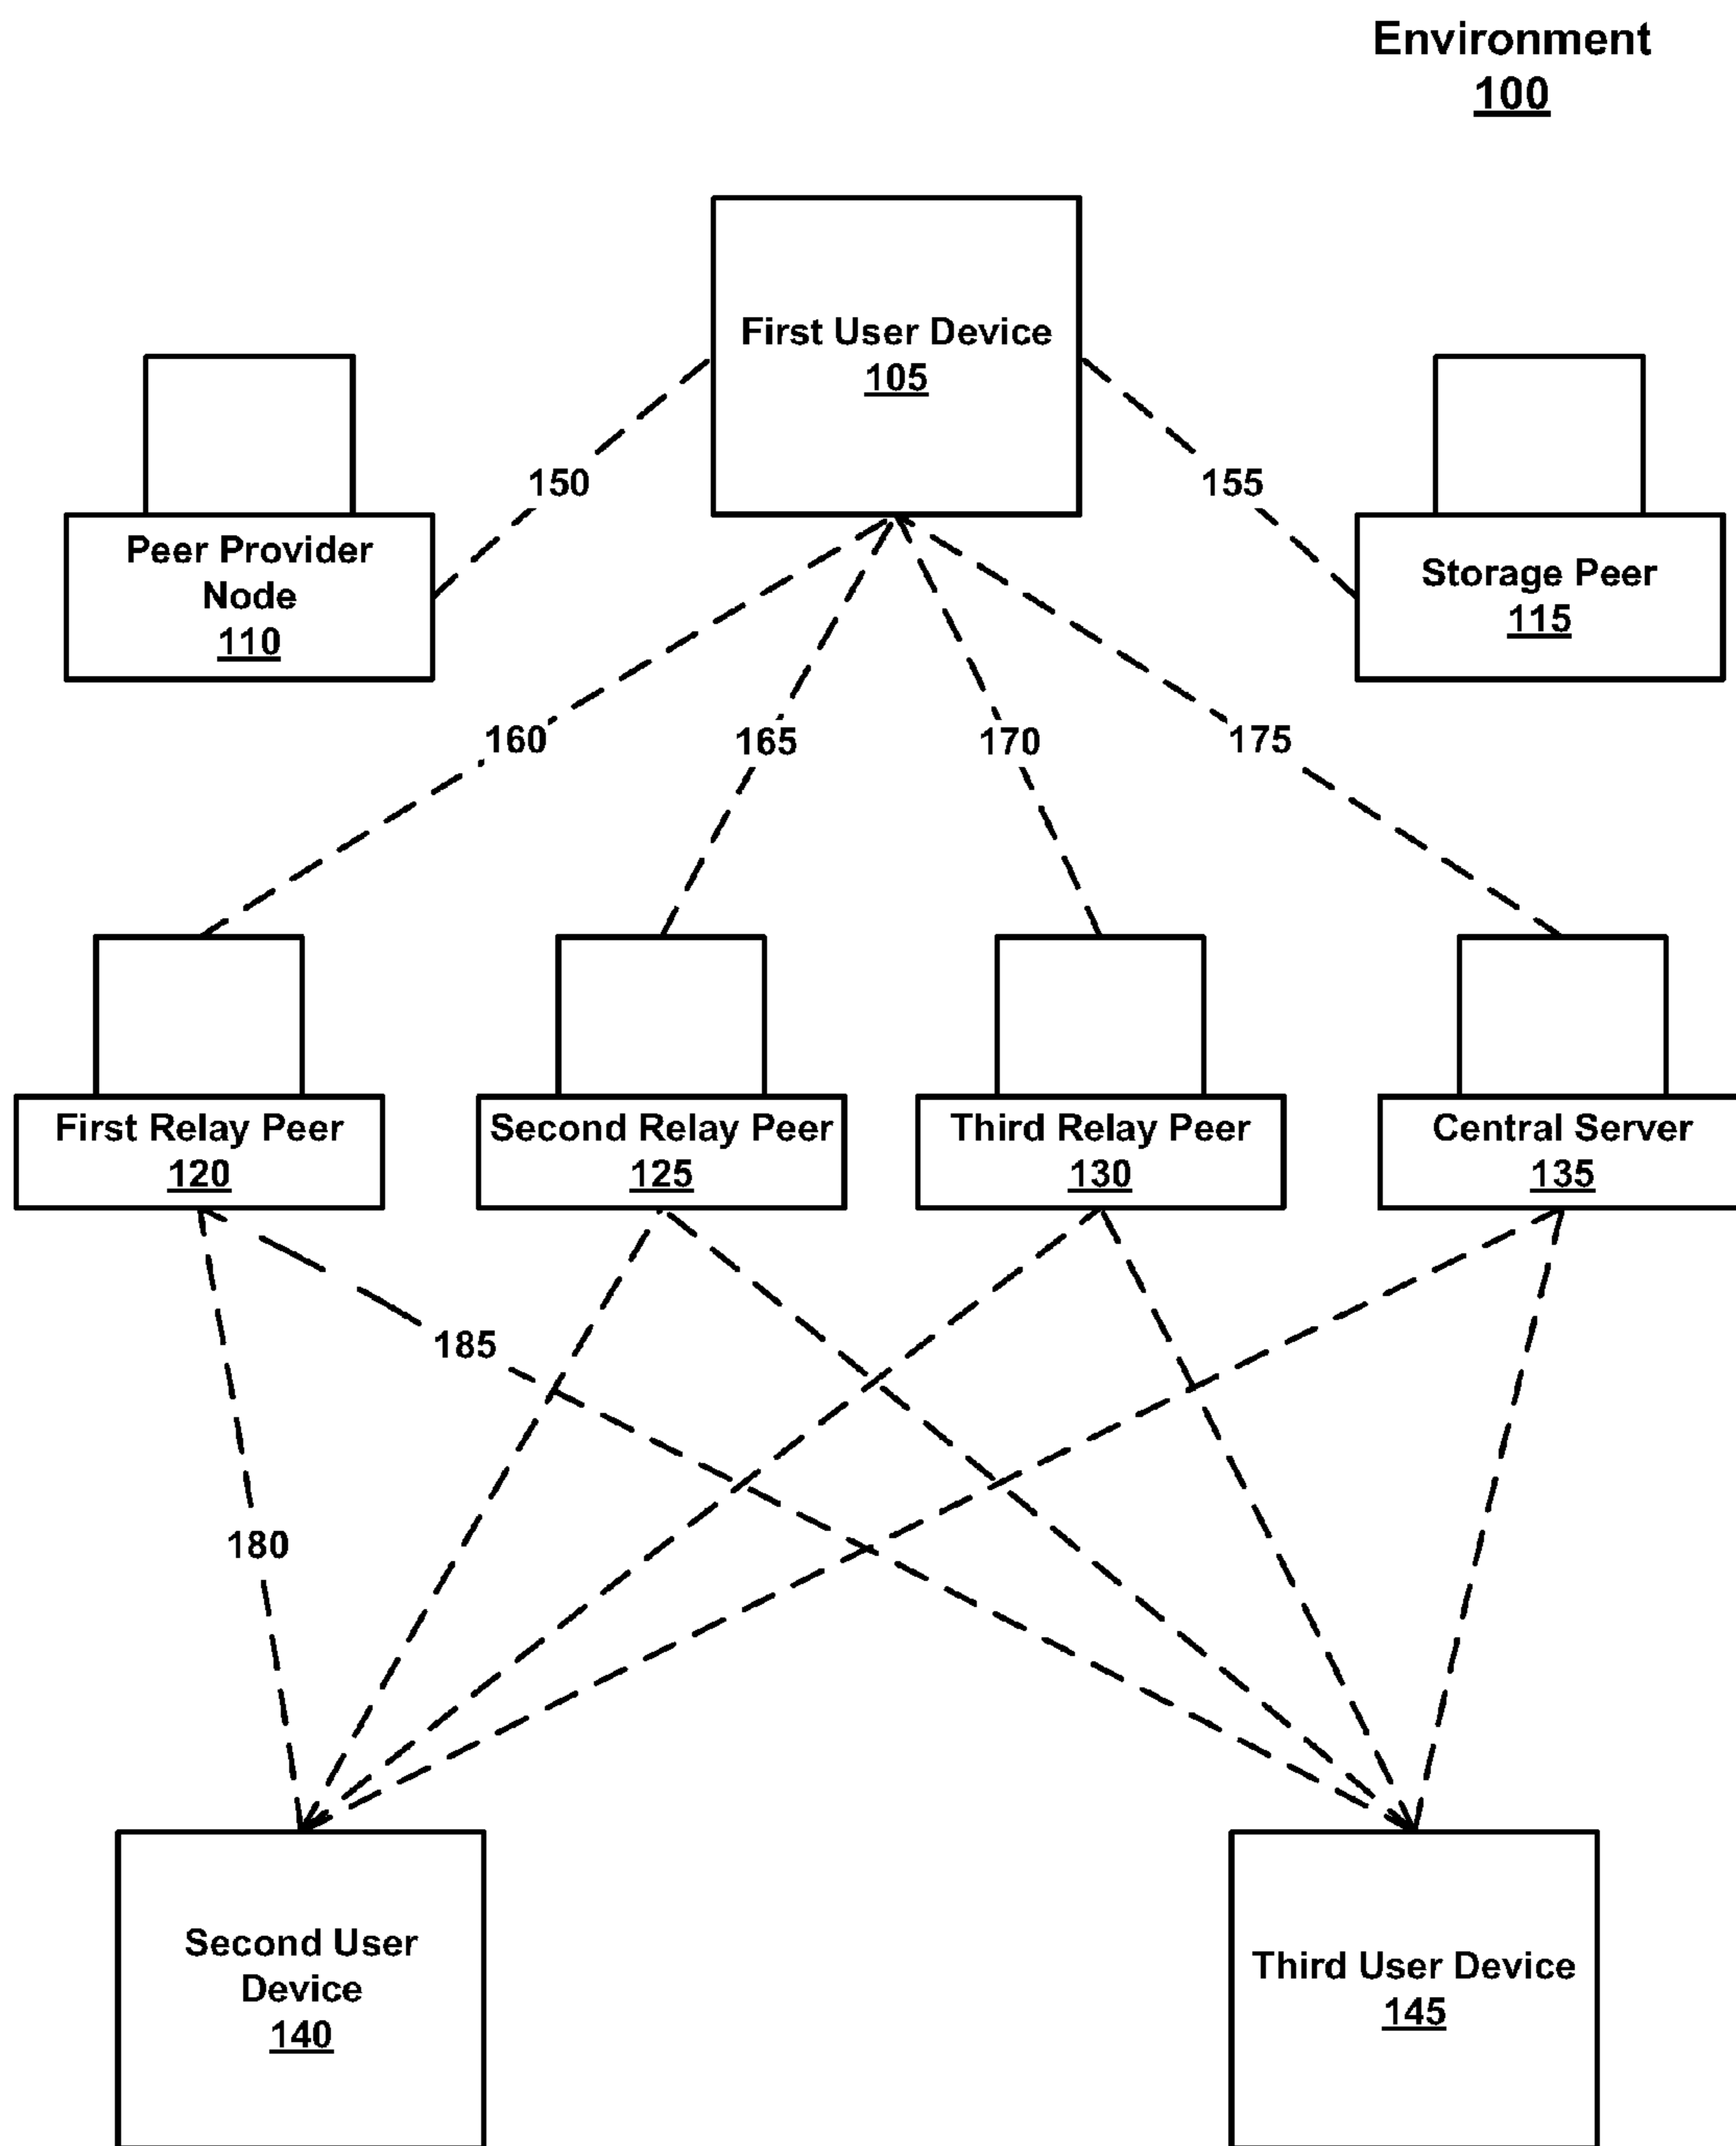 Environment
100
First User Device
105
150
155
Peer Provider
Node
110
Storage Peer
115
160
165
170
175
First Relay Peer
120
Second Relay Peer
125
Third Relay Peer
130
Central Server
135
185
180
Second User
Device
140
Third User Device
145